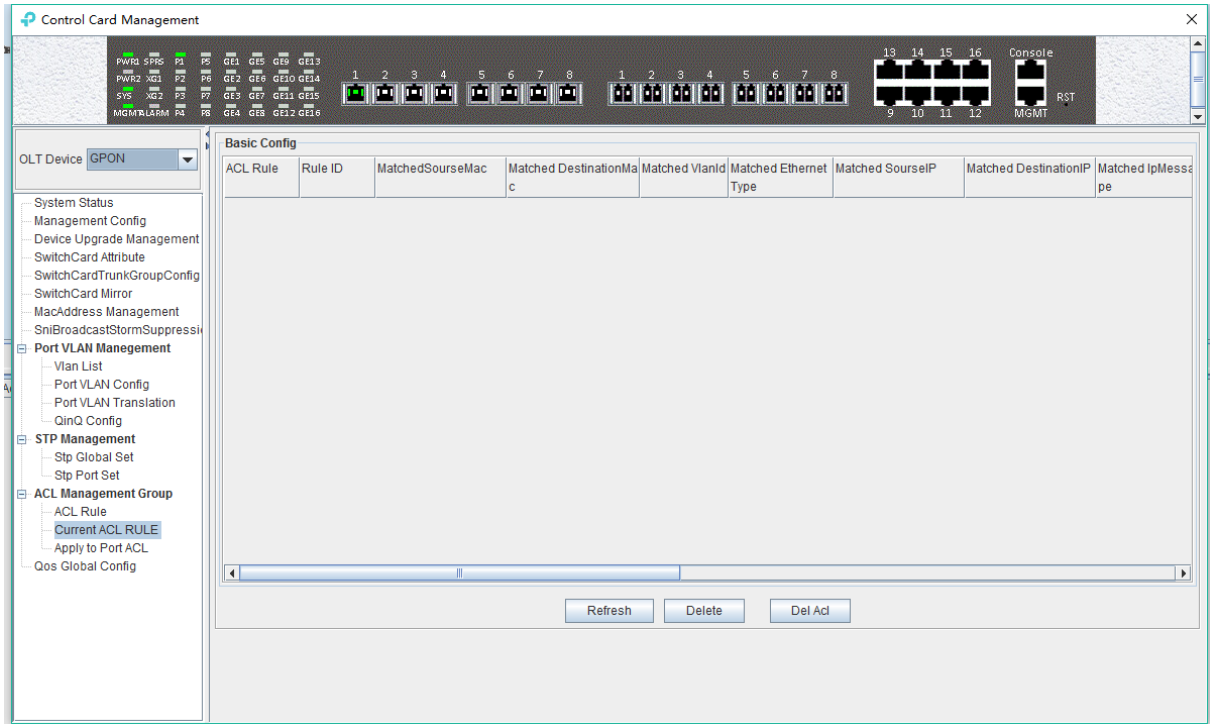 Control Card Management
PWR1 SPRS P1 P5 GE1 GE5 GE9 GE13
PWR2 XG1 P2 P6 GE2 GE6 GE10 GE14
SYS XG2 P3 P7 GE3 GE7 GE11 GE15
MGMT ALARM P4 P8 GE4 GE8 GE12 GE16
1 2 3 4 5 6 7 8 1 2 3 4 5 6 7 8
13 14 15 16 Console
9 10 11 12 MGMT
RST
OLT Device GPON
System Status
Management Config
Device Upgrade Management
SwitchCard Attribute
SwitchCardTrunkGroupConfig
SwitchCard Mirror
MacAddress Management
SniBroadcastStormSuppressi
Port VLAN Manegement
Vlan List
Port VLAN Config
Port VLAN Translation
QinQ Config
STP Management
Stp Global Set
Stp Port Set
ACL Management Group
ACL Rule
Current ACL RULE
Apply to Port ACL
Qos Global Config
Basic Config
ACL Rule Rule ID MatchedSourseMac Matched DestinationMa Matched VlanId Matched Ethernet Matched SourseIP Matched DestinationIP Matched IpMessa
c Type pe
Refresh Delete Del Acl